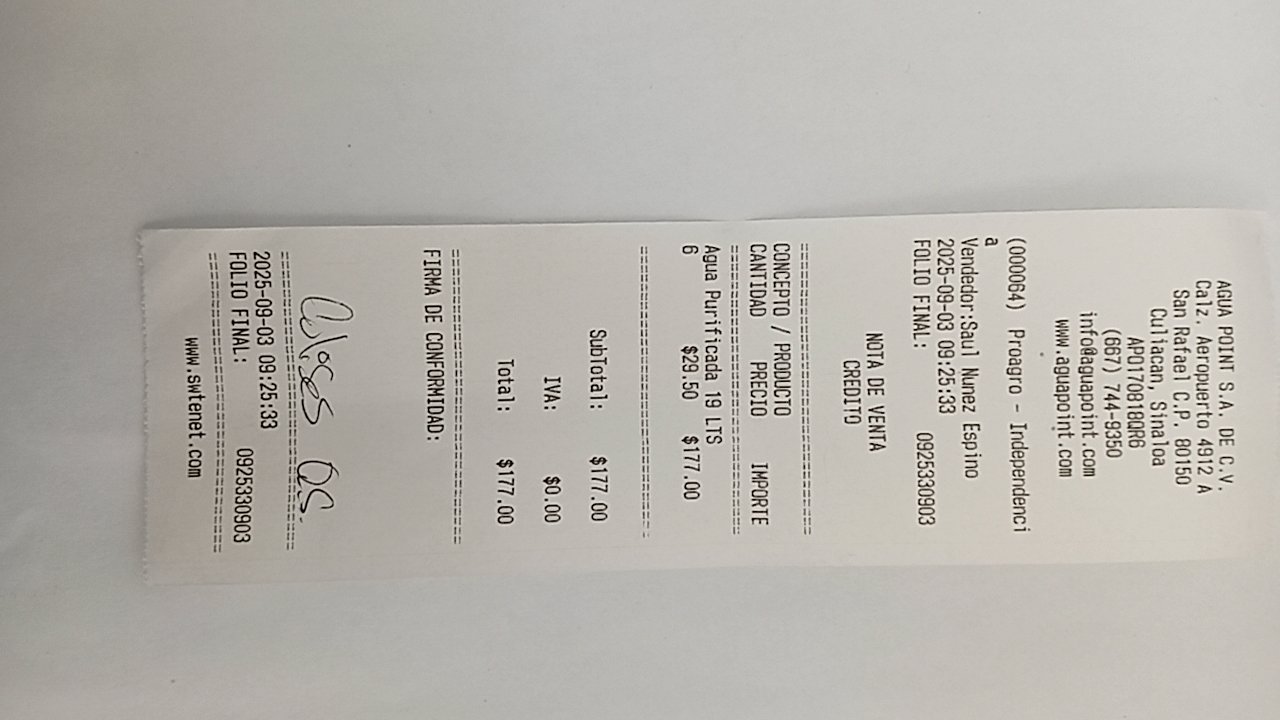 AGUA POINT S.A. DE C.V.
Calz. Aeropuerto 4912 A
San Rafael C.P. 80150
Culiacan, Sinaloa
APO170818QR6
(667) 744-9350
info@aguapoint.com
www.aguapoint.com
(000064) Proagro - Independenci
a
Vendedor:Saul Nunez Espino
2025-09-03 09:25:33
FOLIO FINAL: 0925330903
NOTA DE VENTA
CREDITO
================================
CONCEPTO / PRODUCTO
CANTIDAD PRECIO IMPORTE
================================
Agua Purificada 19 LTS
6 $29.50 $177.00
================================
SubTotal: $177.00
IVA: $0.00
Total: $177.00
================================
FIRMA DE CONFORMIDAD:
================================
2025-09-03 09:25:33
FOLIO FINAL: 0925330903
================================
www.swtenet.com